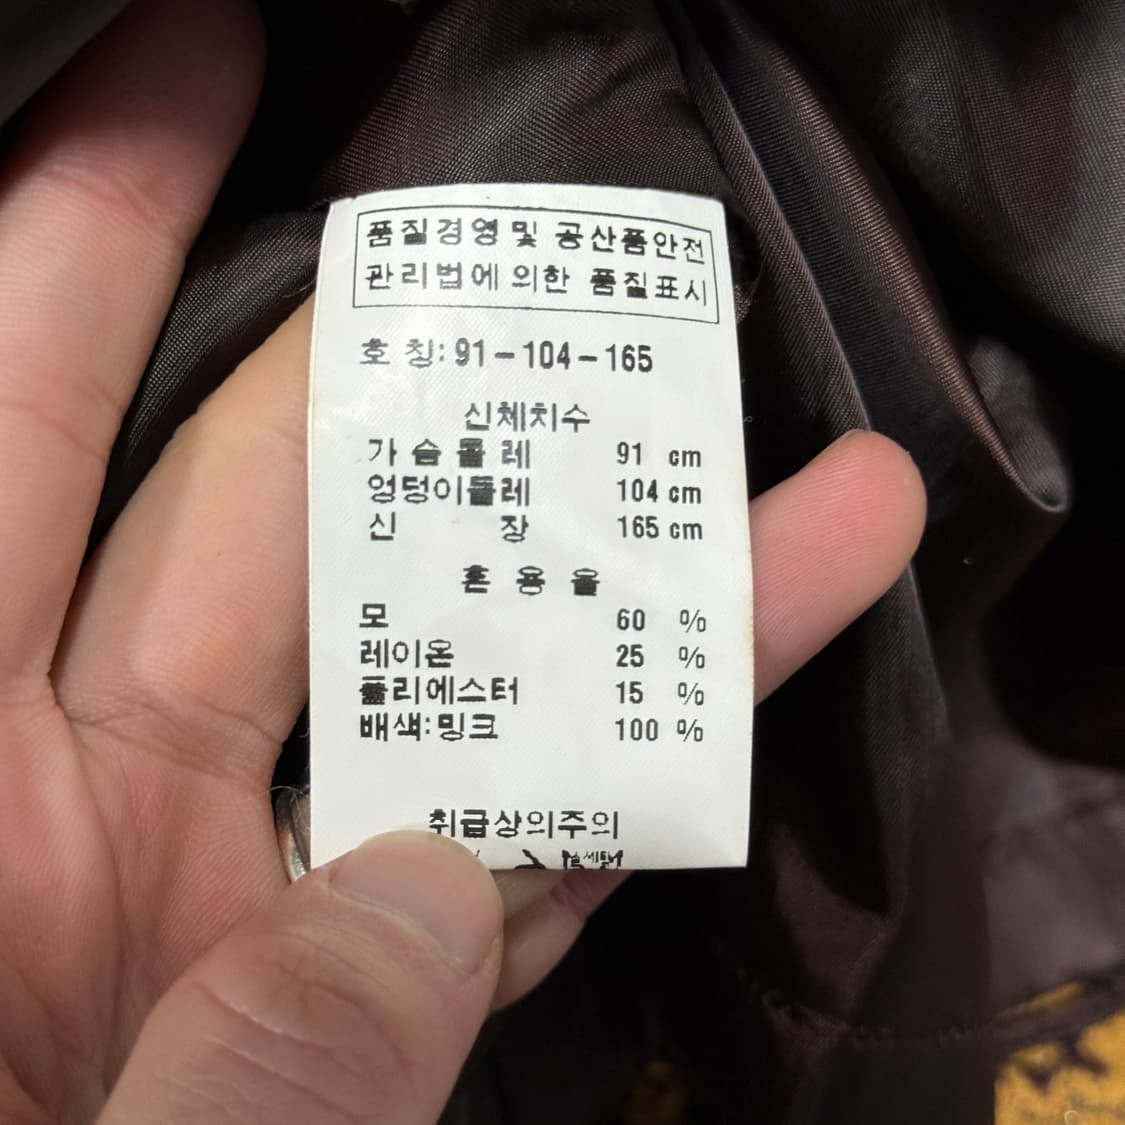 품질경영및 공산품안전
관리법에 의한 품질표시
호 칭: 91-104-165
신체치수
가 슴 둘 레 91 cm
엉덩이둘레 104 cm
신 장 165 cm
혼 용 율
모 60 %
레이온 25 %
폴리에스터 15 %
배색:밍크 100 %
취급상의주의